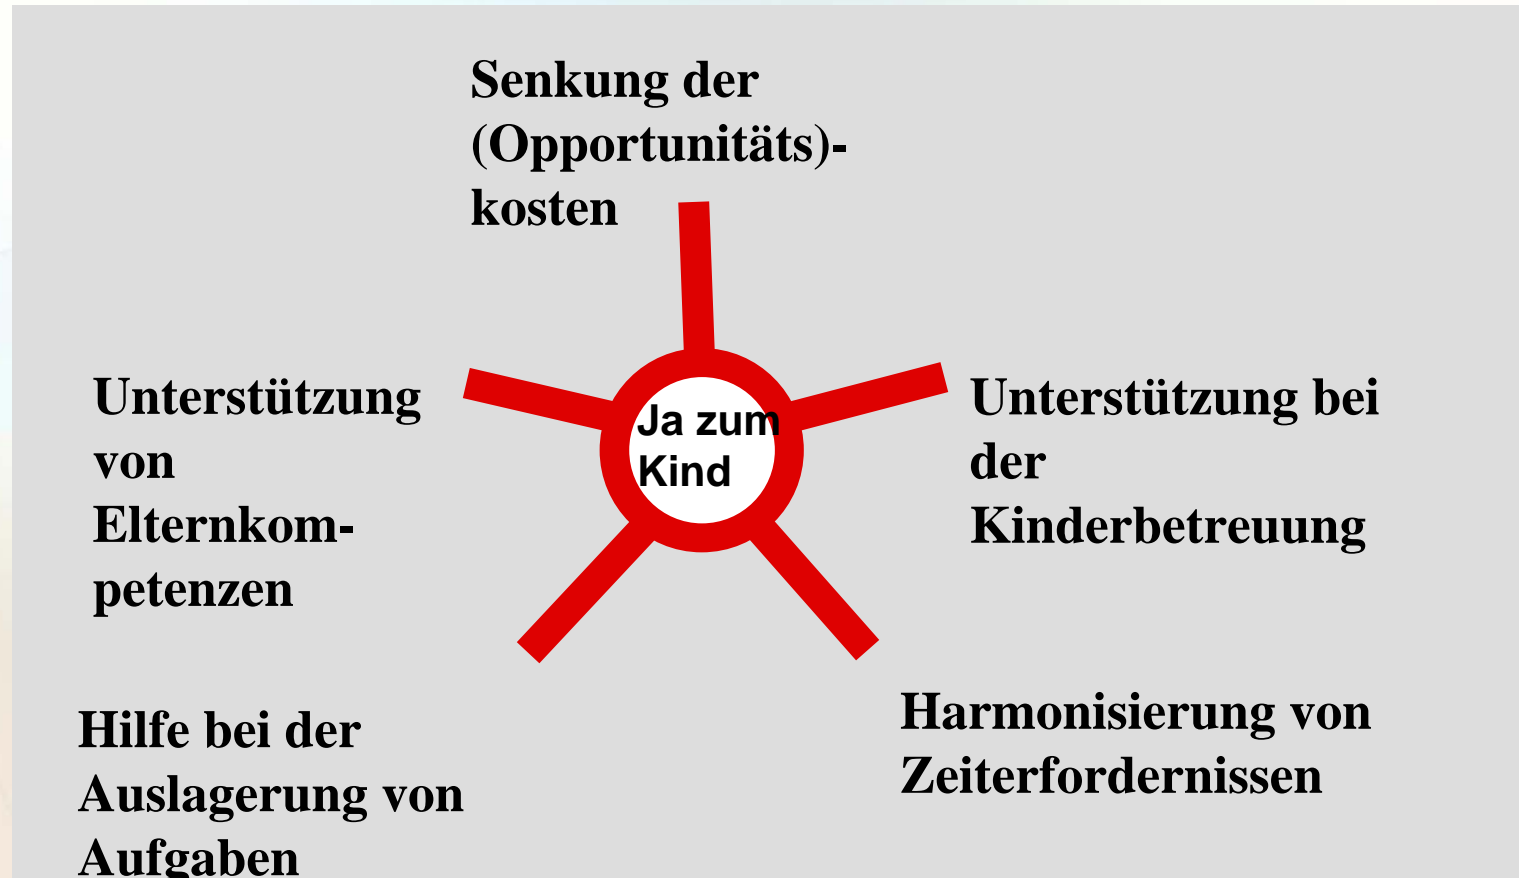 Senkung der
(Opportunitäts)-
kosten
Unterstützung
von
Elternkom-
petenzen
Ja zum
Kind
Unterstützung bei
der
Kinderbetreuung
Hilfe bei der
Auslagerung von
Aufgaben
Harmonisierung von
Zeiterfordernissen